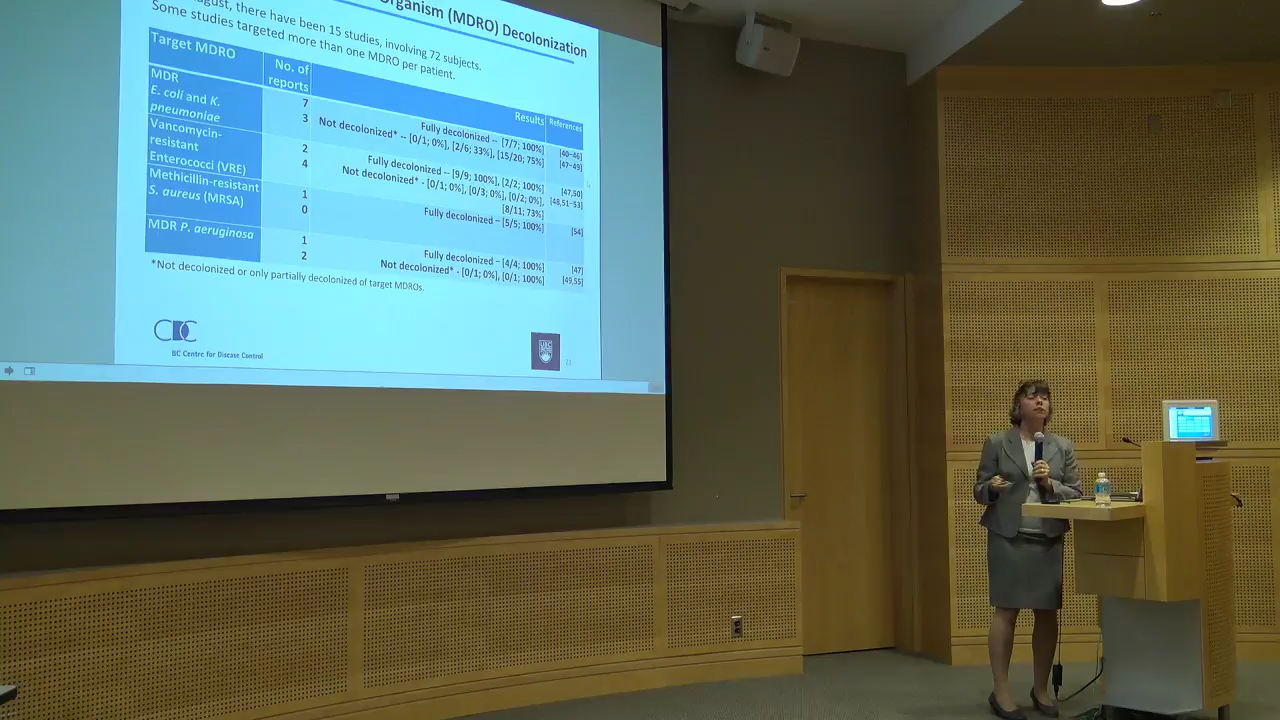 Organism (MDRO) Decolonization
August, there have been 15 studies, involving 72 subjects.
Some studies targeted more than one MDRO per patient.
Target MDRO
No. of
reports
Results
References
MDR
E. coli and K.
pneumoniae
7
3
Fully decolonized -- [7/7; 100%]
Not decolonized* -- [0/1; 0%], [2/6; 33%], [15/20; 75%]
[40-46]
[47-49]
Vancomycin-
resistant
Enterococci (VRE)
2
4
Fully decolonized -- [9/9; 100%], [2/2; 100%]
Not decolonized* - [0/1; 0%], [0/3; 0%], [0/2; 0%],
[8/11; 73%]
[47,50]
[48,51-53]
Methicillin-resistant
S. aureus (MRSA)
1
0
Fully decolonized – [5/5; 100%]
[54]
MDR P. aeruginosa
1
2
Fully decolonized – [4/4; 100%]
Not decolonized* - [0/1; 0%], [0/1; 100%]
[47]
[49,55]
*Not decolonized or only partially decolonized of target MDROs.
CDC
BC Centre for Disease Control
UBC
21